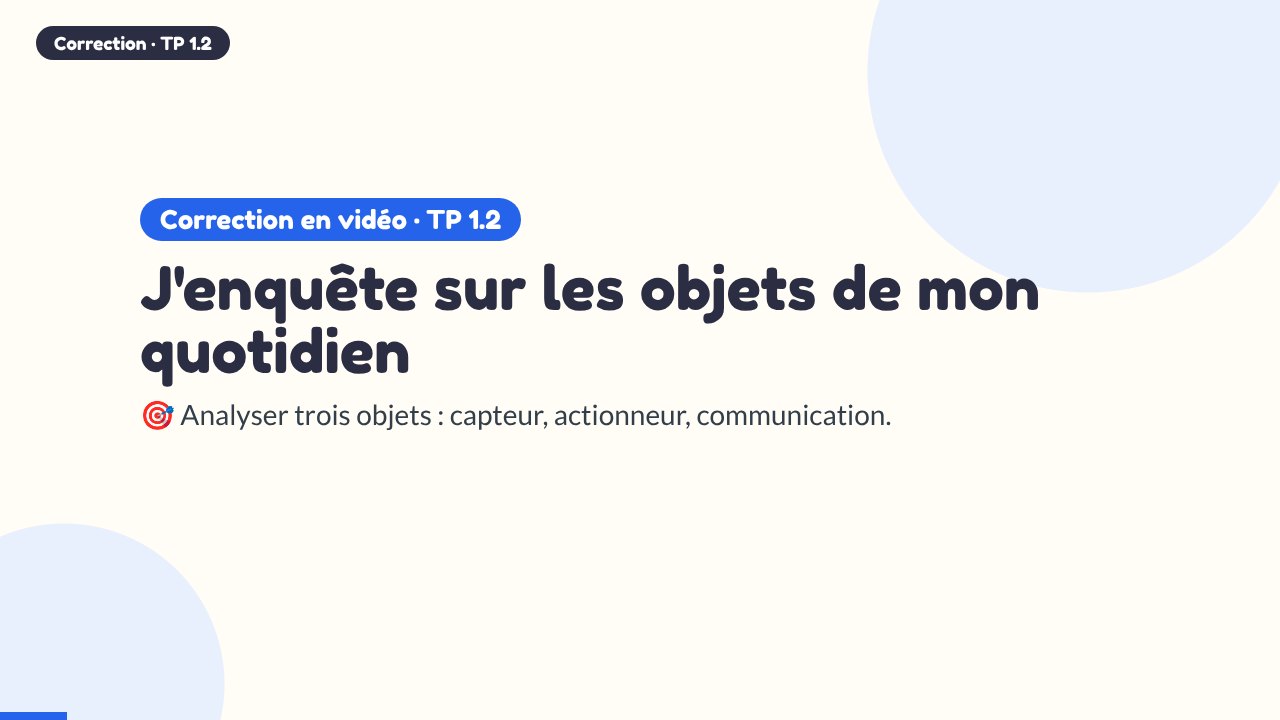 Correction · TP 1.2
Correction en vidéo · TP 1.2
J'enquête sur les objets de mon
quotidien
🎯 Analyser trois objets : capteur, actionneur, communication.